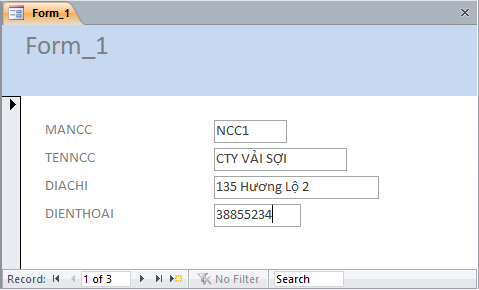 Form_1
Form_1
MANCC NCC1
TENNCC CTY VẢI SỢI
DIACHI 135 Hương Lộ 2
DIENTHOAI 38855234
Record: 1 of 3 No Filter Search